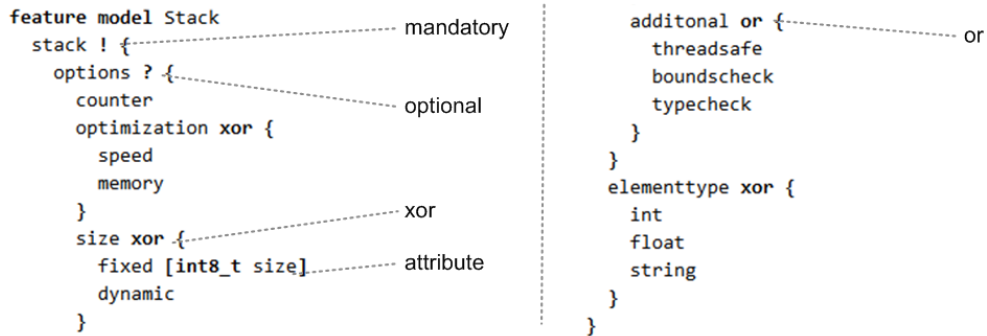 feature model Stack
stack ! {
mandatory
options ? {
counter
optional
optimization xor {
speed
memory
}
xor
size xor {
fixed [int8_t size]
attribute
dynamic
}
additonal or {
or
threadsafe
boundscheck
typecheck
}
}
elementtype xor {
int
float
string
}
}